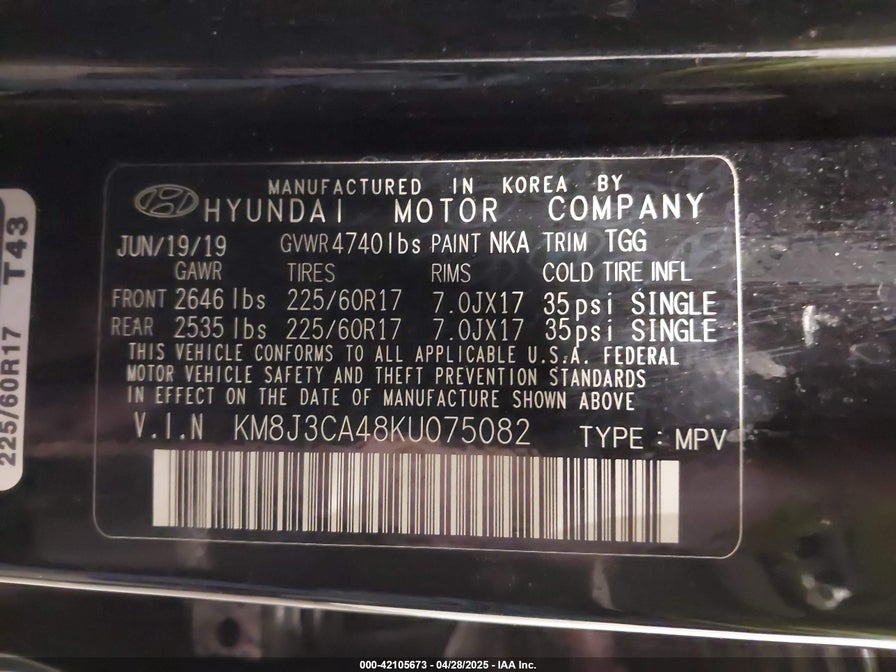 MANUFACTURED IN KOREA BY
HYUNDAI MOTOR COMPANY
JUN/19/19 GVWR 4740lbs PAINT NKA TRIM TGG
GAWR TIRES RIMS COLD TIRE INFL
FRONT 2646 lbs 225/60R17 7.0JX17 35psi SINGLE
REAR 2535 lbs 225/60R17 7.0JX17 35psi SINGLE
THIS VEHICLE CONFORMS TO ALL APPLICABLE U.S.A. FEDERAL
MOTOR VEHICLE SAFETY AND THEFT PREVENTION STANDARDS
IN EFFECT ON THE DATE OF MANUFACTURE SHOWN ABOVE
V.I.N KM8J3CA48KU075082 TYPE : MPV
225/60R17 T43
000-42105673 - 04/28/2025 - IAA Inc.